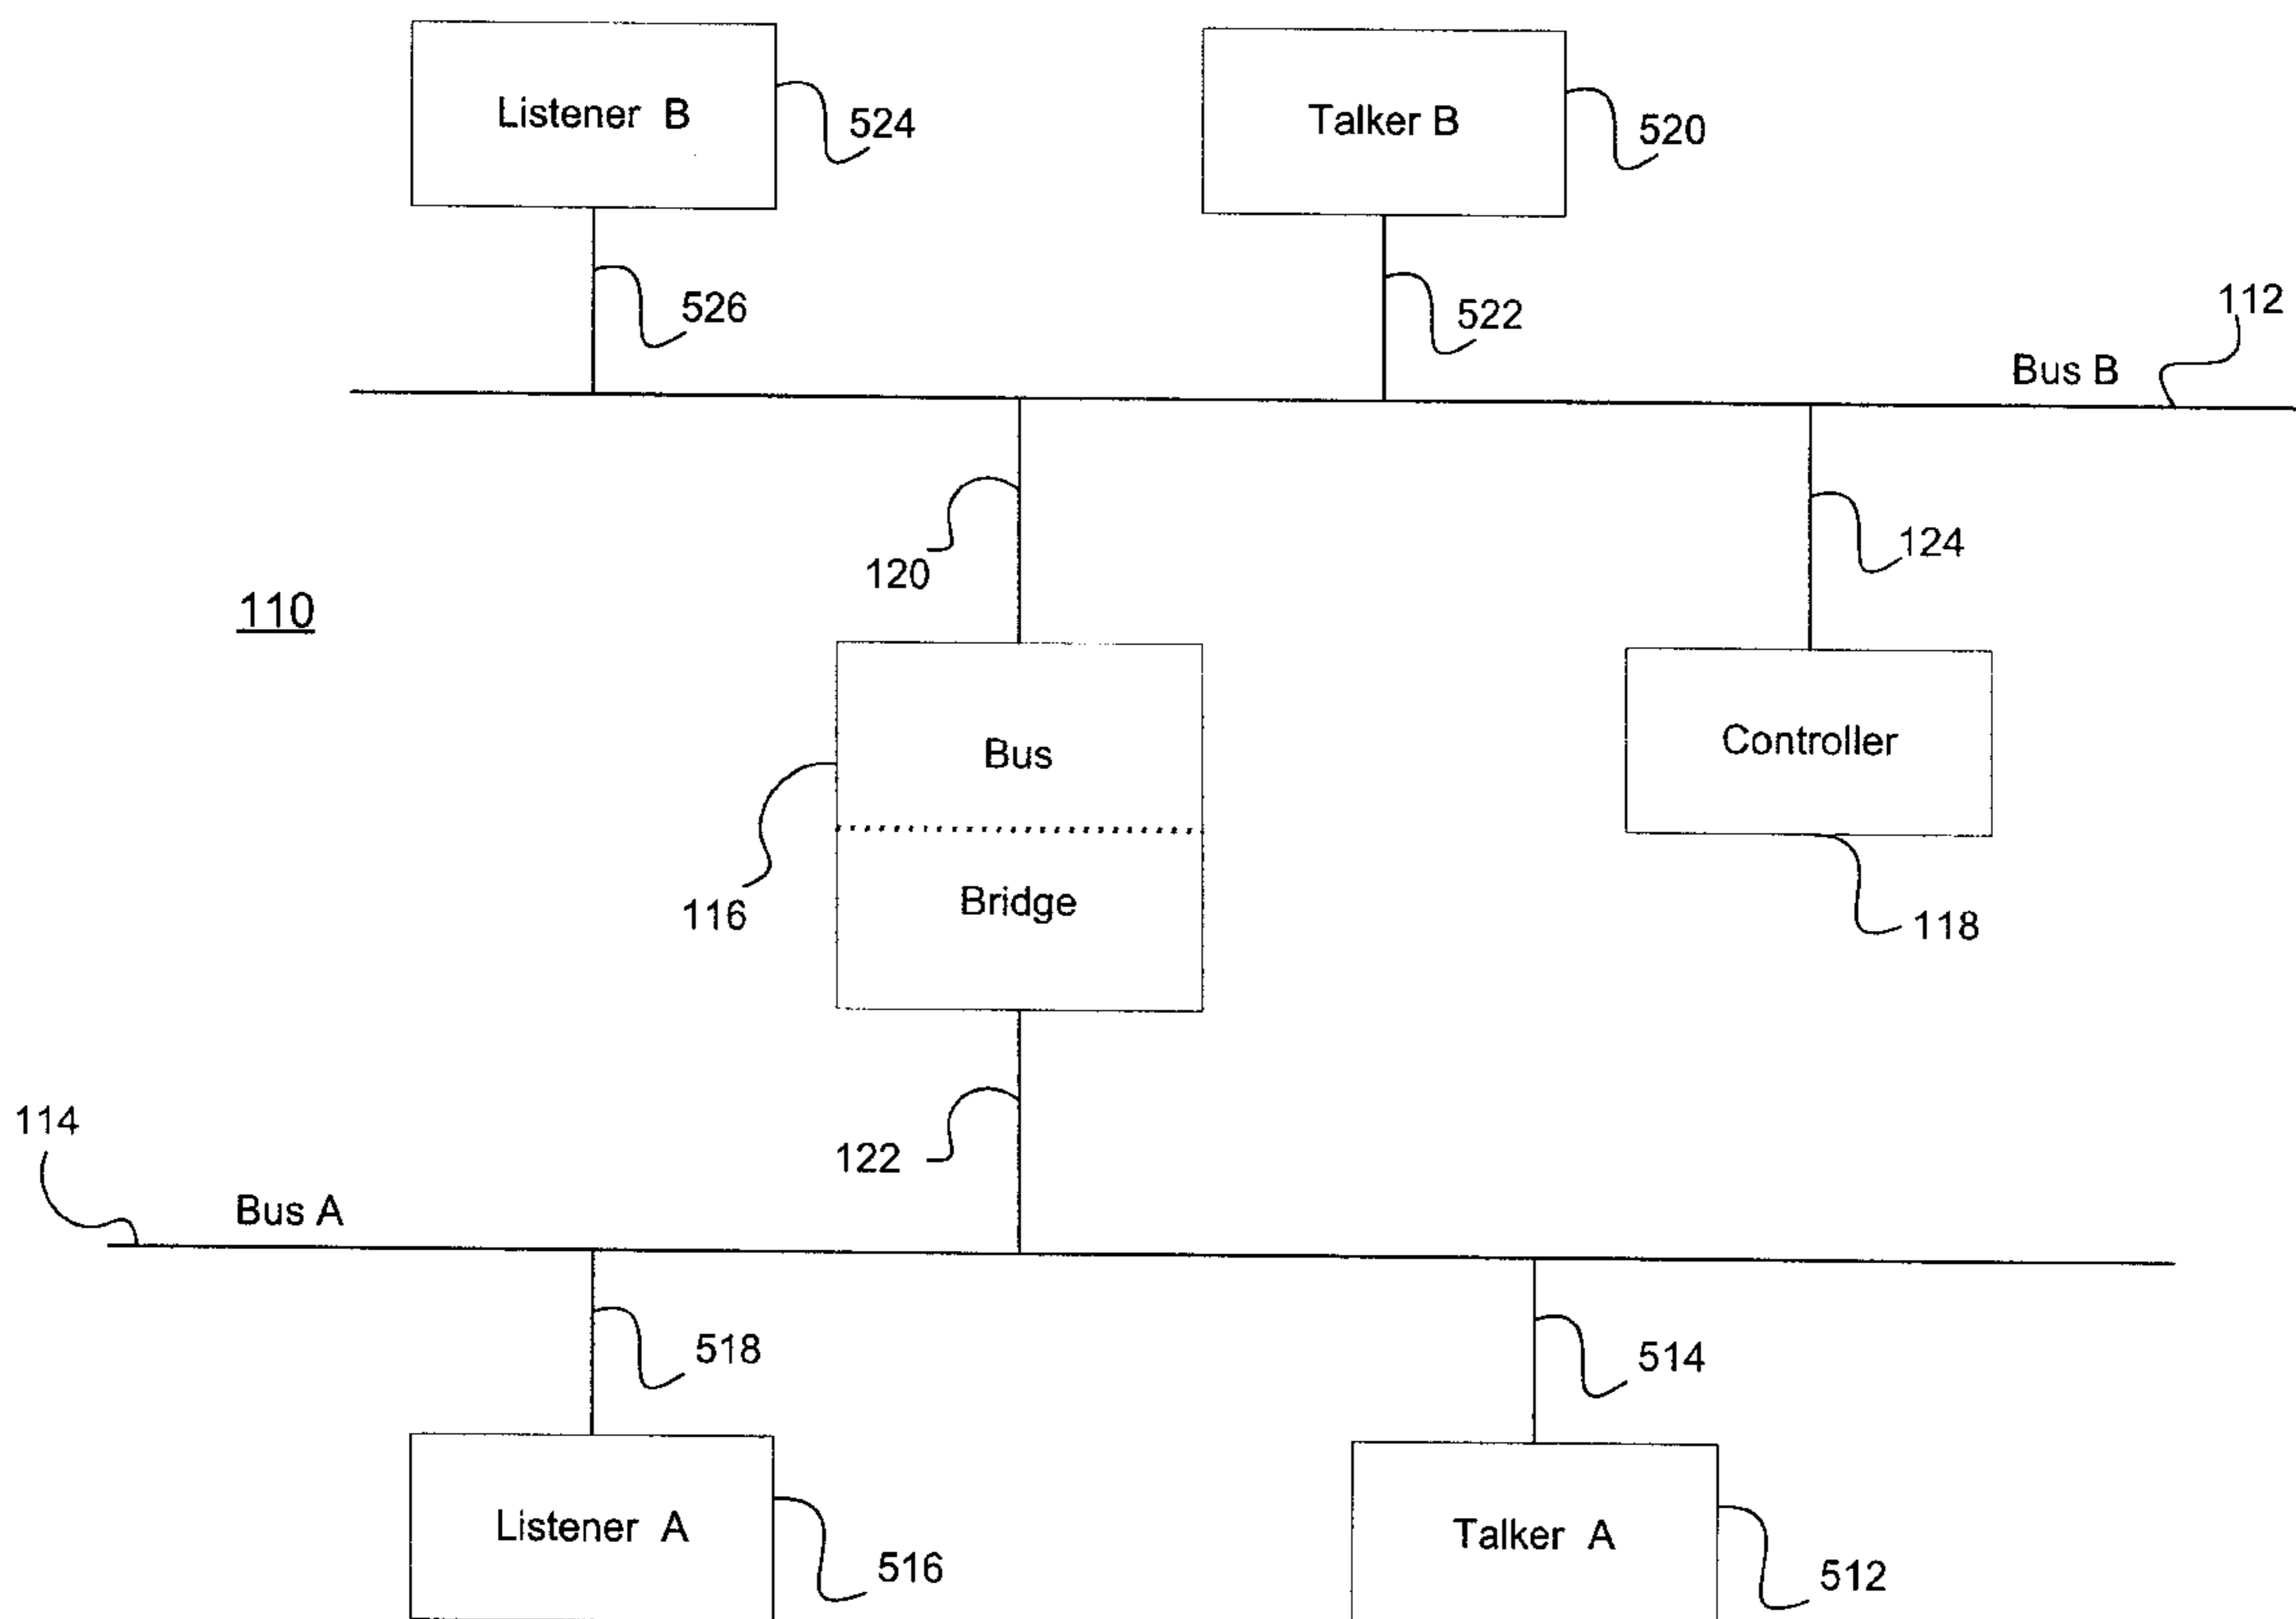 Listener B
524
Talker B
520
526
522
112
Bus B
120
124
110
Bus
Controller
116
Bridge
118
114
122
Bus A
518
514
Listener A
516
Talker A
512